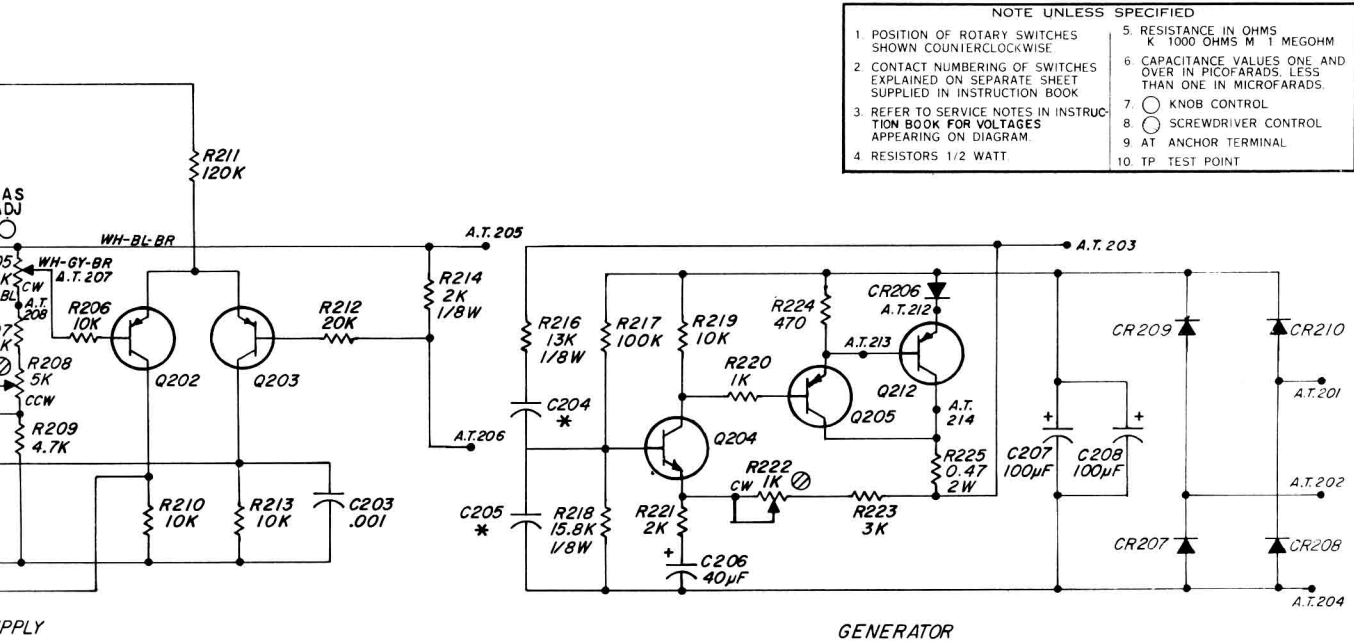 NOTE UNLESS SPECIFIED
1. POSITION OF ROTARY SWITCHES
SHOWN COUNTERCLOCKWISE
2. CONTACT NUMBERING OF SWITCHES
EXPLAINED ON SEPARATE SHEET
SUPPLIED IN INSTRUCTION BOOK
3. REFER TO SERVICE NOTES IN INSTRUC-
TION BOOK FOR VOLTAGES
APPEARING ON DIAGRAM.
4 RESISTORS 1/2 WATT.
5. RESISTANCE IN OHMS
K 1000 OHMS M 1 MEGOHM
6. CAPACITANCE VALUES ONE AND
OVER IN PICOFARADS. LESS
THAN ONE IN MICROFARADS.
7. KNOB CONTROL
8. SCREWDRIVER CONTROL
9. AT ANCHOR TERMINAL
10. TP TEST POINT
R211
120K
AS
DJ
WH-BL-BR
A.T.205
05
K
WH-GY-BR
A.T.207
CW
BL
A.T.
208
R206
10K
Q202
Q203
R212
20K
R214
2K
1/8W
07
K
R208
5K
CCW
R209
4.7K
A.T.206
R210
10K
R213
10K
C203
.001
A.T.203
R216
13K
1/8W
R217
100K
R219
10K
R224
470
CR206
A.T.212
A.T.213
R220
1K
Q205
Q212
A.T.
214
C204
*
Q204
R222
1K
CW
R225
0.47
2W
R223
3K
C205
*
R218
15.8K
1/8W
R221
2K
+
C206
40µF
+
C207
100µF
+
C208
100µF
CR209
CR210
A.T.201
A.T.202
CR207
CR208
A.T.204
PPLY
GENERATOR